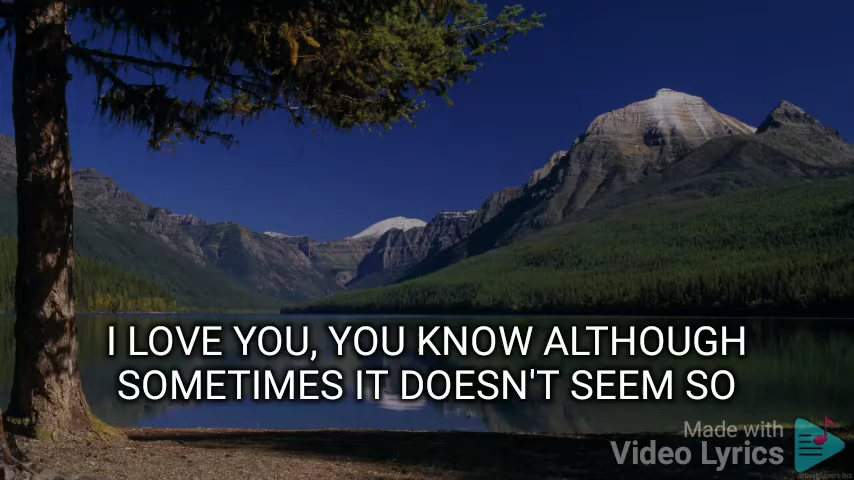 I LOVE YOU, YOU KNOW ALTHOUGH
SOMETIMES IT DOESN'T SEEM SO
Made with
Video Lyrics